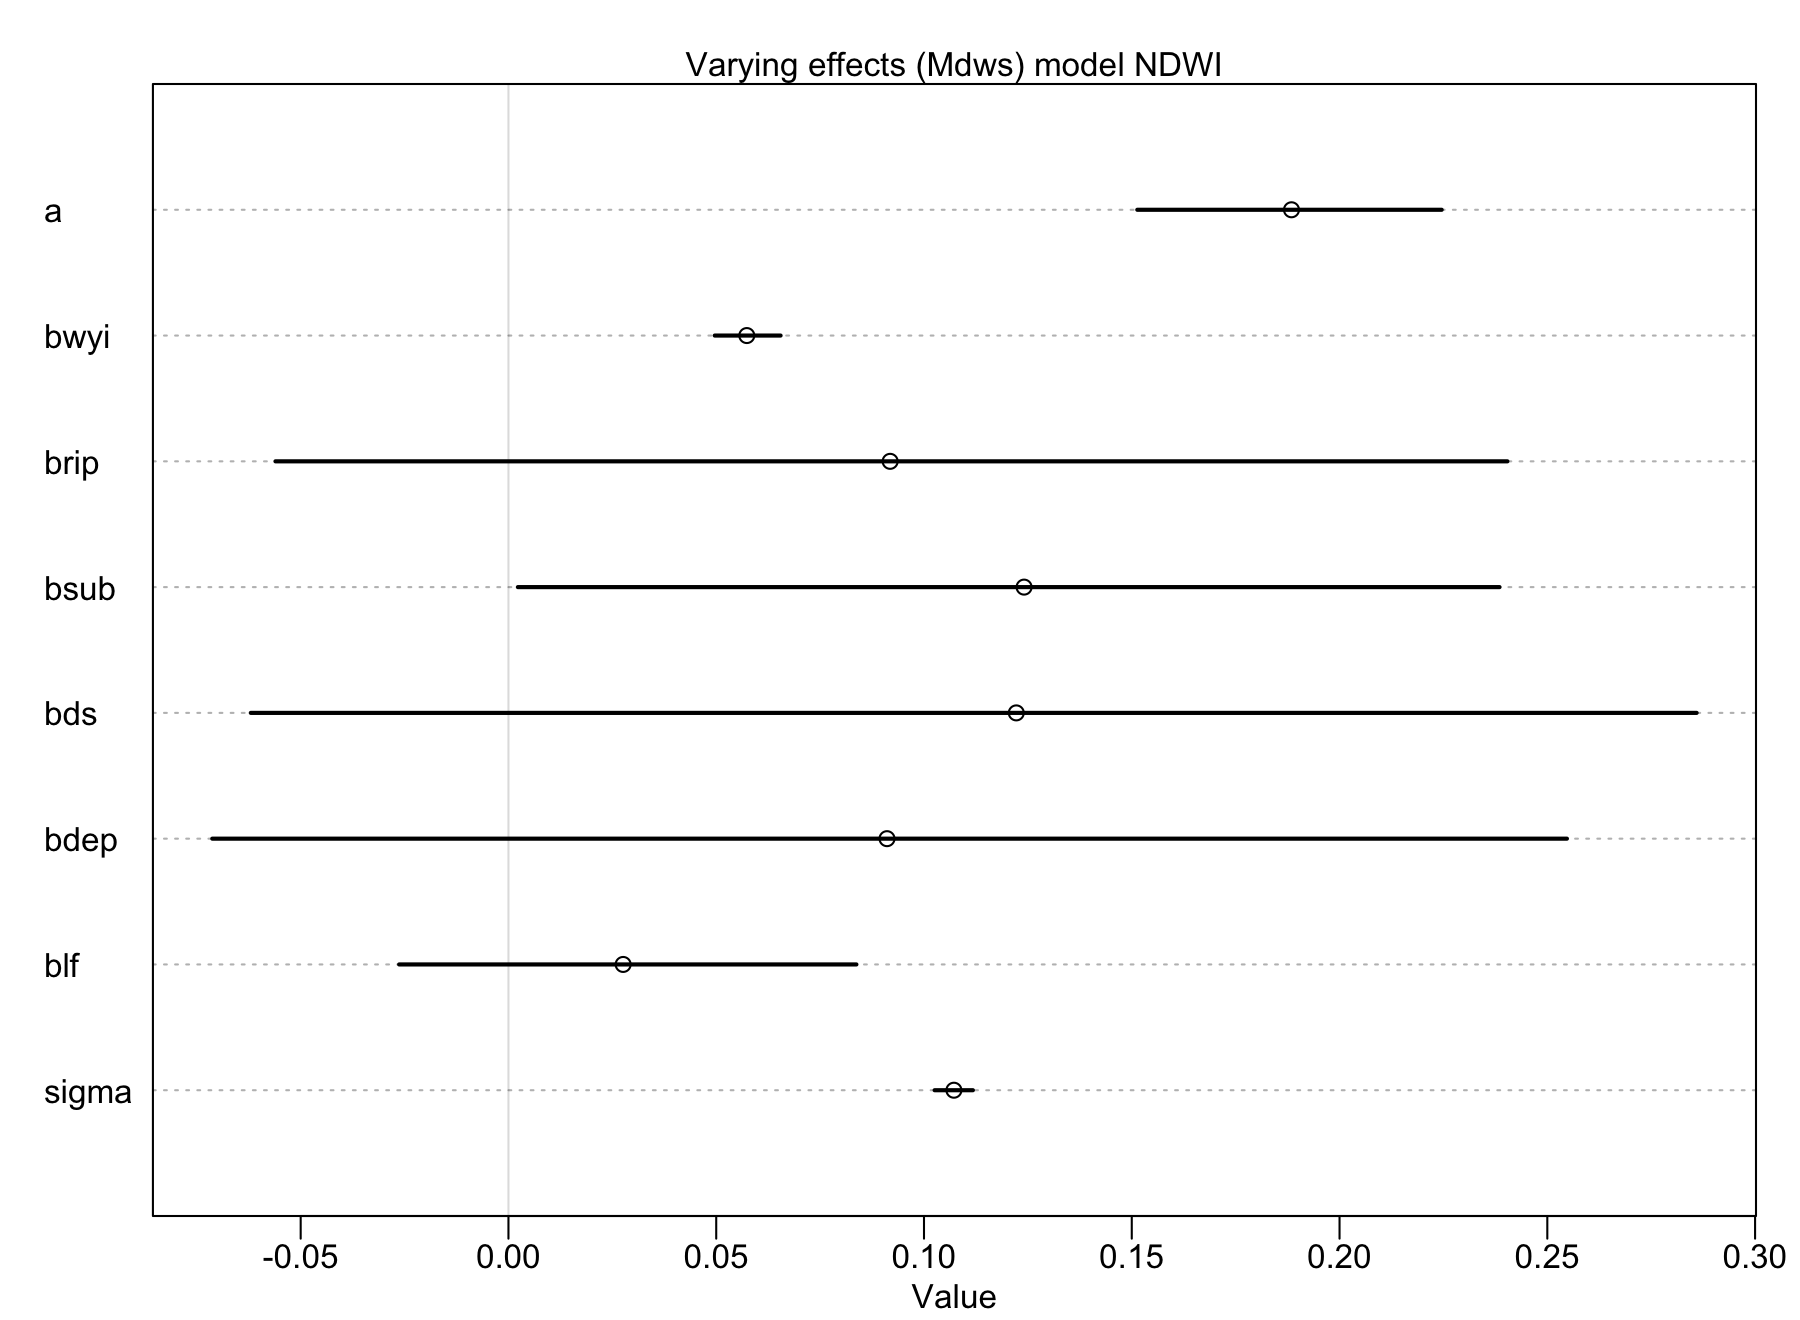 Varying effects (Mdws) model NDWI
a
bwyi
brip
bsub
bds
bdep
blf
sigma
-0.05 0.00 0.05 0.10 0.15 0.20 0.25 0.30
Value